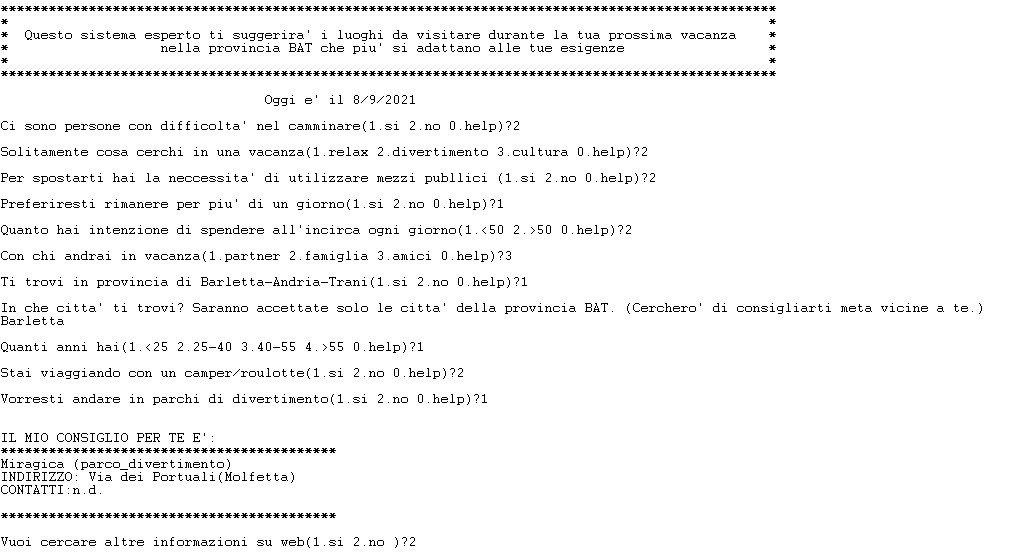 *************************************************************************************************
* *
* Questo sistema esperto ti suggerira' i luoghi da visitare durante la tua prossima vacanza *
* nella provincia BAT che piu' si adattano alle tue esigenze *
* *
*************************************************************************************************
Oggi e' il 8/9/2021
Ci sono persone con difficolta' nel camminare(1.si 2.no 0.help)?2
Solitamente cosa cerchi in una vacanza(1.relax 2.divertimento 3.cultura 0.help)?2
Per spostarti hai la neccessita' di utilizzare mezzi publlici (1.si 2.no 0.help)?2
Preferiresti rimanere per piu' di un giorno(1.si 2.no 0.help)?1
Quanto hai intenzione di spendere all'incirca ogni giorno(1.<50 2.>50 0.help)?2
Con chi andrai in vacanza(1.partner 2.famiglia 3.amici 0.help)?3
Ti trovi in provincia di Barletta-Andria-Trani(1.si 2.no 0.help)?1
In che citta' ti trovi? Saranno accettate solo le citta' della provincia BAT. (Cerchero' di consigliarti meta vicine a te.)
Barletta
Quanti anni hai(1.<25 2.25-40 3.40-55 4.>55 0.help)?1
Stai viaggiando con un camper/roulotte(1.si 2.no 0.help)?2
Vorresti andare in parchi di divertimento(1.si 2.no 0.help)?1
IL MIO CONSIGLIO PER TE E':
******************************************
Miragica (parco_divertimento)
INDIRIZZO: Via dei Portuali(Molfetta)
CONTATTI:n.d.
******************************************
Vuoi cercare altre informazioni su web(1.si 2.no )?2